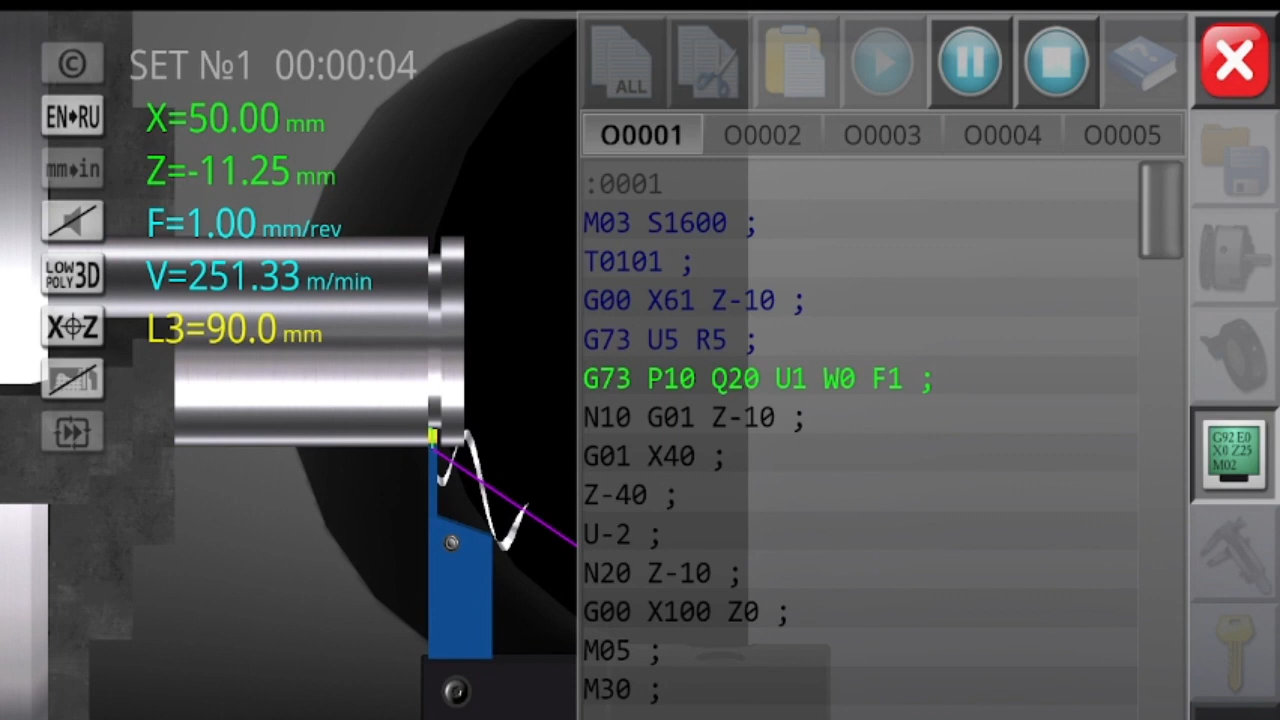 ©
SET №1 00:00:04
EN➧RU
X=50.00 mm
Z=-11.25 mm
mm➧in
F=1.00 mm/rev
LOW POLY 3D
V=251.33 m/min
X Z
L3=90.0 mm
ALL
O0001 O0002 O0003 O0004 O0005
:0001
M03 S1600 ;
T0101 ;
G00 X61 Z-10 ;
G73 U5 R5 ;
G73 P10 Q20 U1 W0 F1 ;
N10 G01 Z-10 ;
G01 X40 ;
Z-40 ;
U-2 ;
N20 Z-10 ;
G00 X100 Z0 ;
M05 ;
M30 ;
G92 E0
X0 Z25
M02